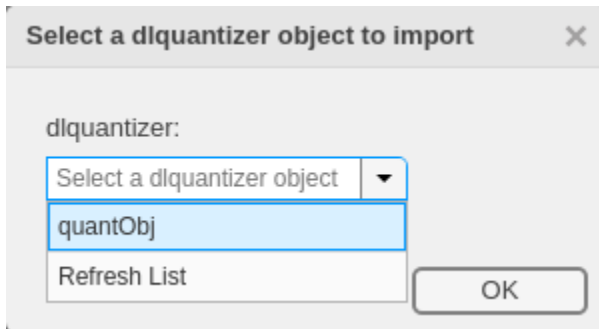 Select a dlquantizer object to import
dlquantizer:
Select a dlquantizer object
quantObj
Refresh List
OK